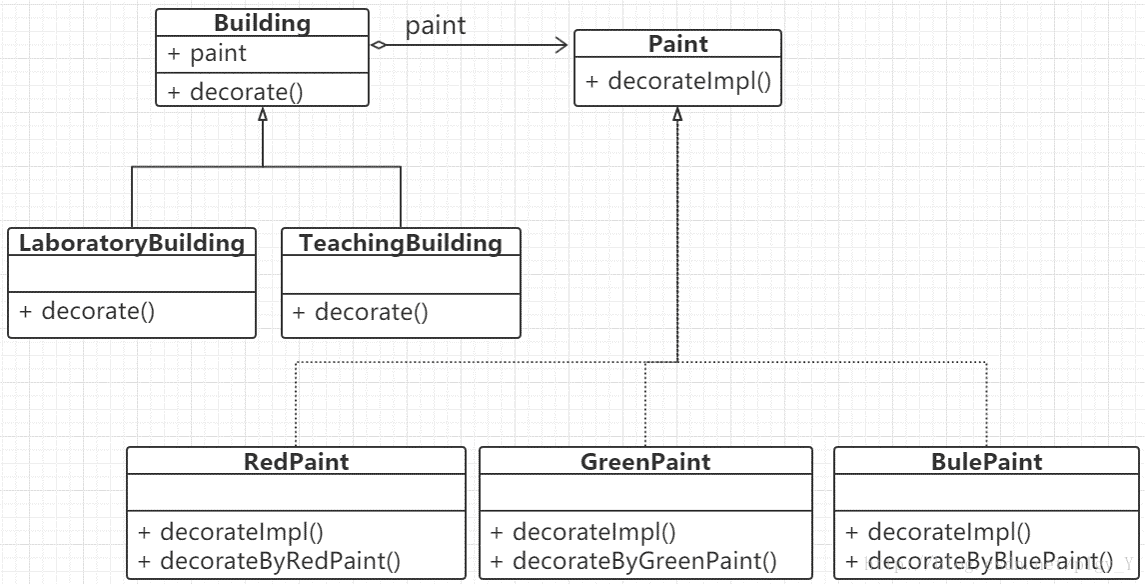 Building
+ paint
+ decorate()
paint
Paint
+ decorateImpl()
LaboratoryBuilding
+ decorate()
TeachingBuilding
+ decorate()
RedPaint
+ decorateImpl()
+ decorateByRedPaint()
GreenPaint
+ decorateImpl()
+ decorateByGreenPaint()
BulePaint
+ decorateImpl()
+ decorateByBluePaint()